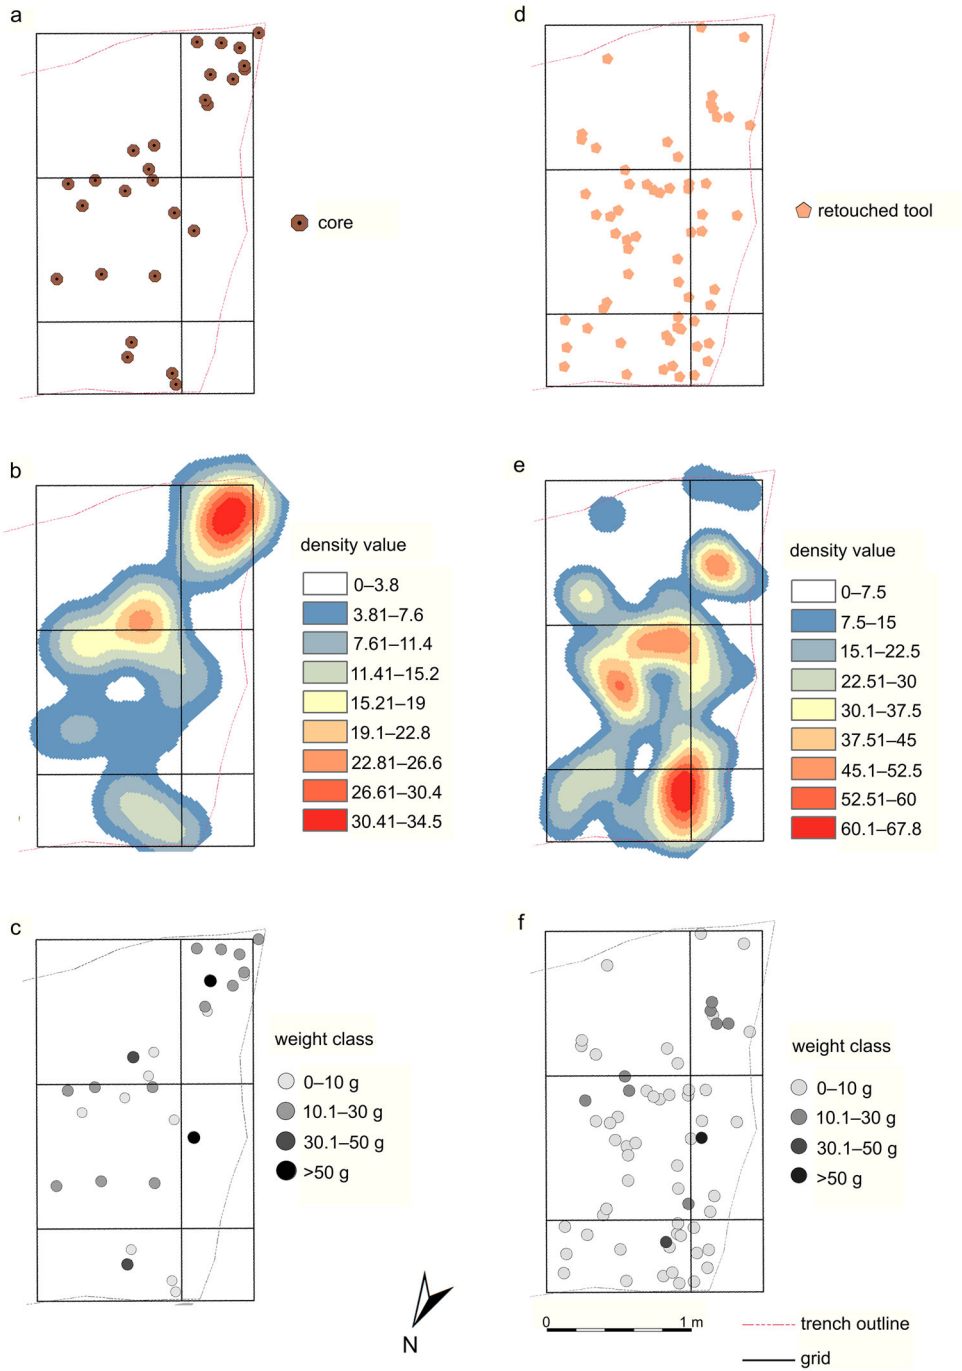 a
core
d
retouched tool
b
density value
0–3.8
3.81–7.6
7.61–11.4
11.41–15.2
15.21–19
19.1–22.8
22.81–26.6
26.61–30.4
30.41–34.5
e
density value
0–7.5
7.5–15
15.1–22.5
22.51–30
30.1–37.5
37.51–45
45.1–52.5
52.51–60
60.1–67.8
c
weight class
0–10 g
10.1–30 g
30.1–50 g
>50 g
f
weight class
0–10 g
10.1–30 g
30.1–50 g
>50 g
N
0 1 m
trench outline
grid